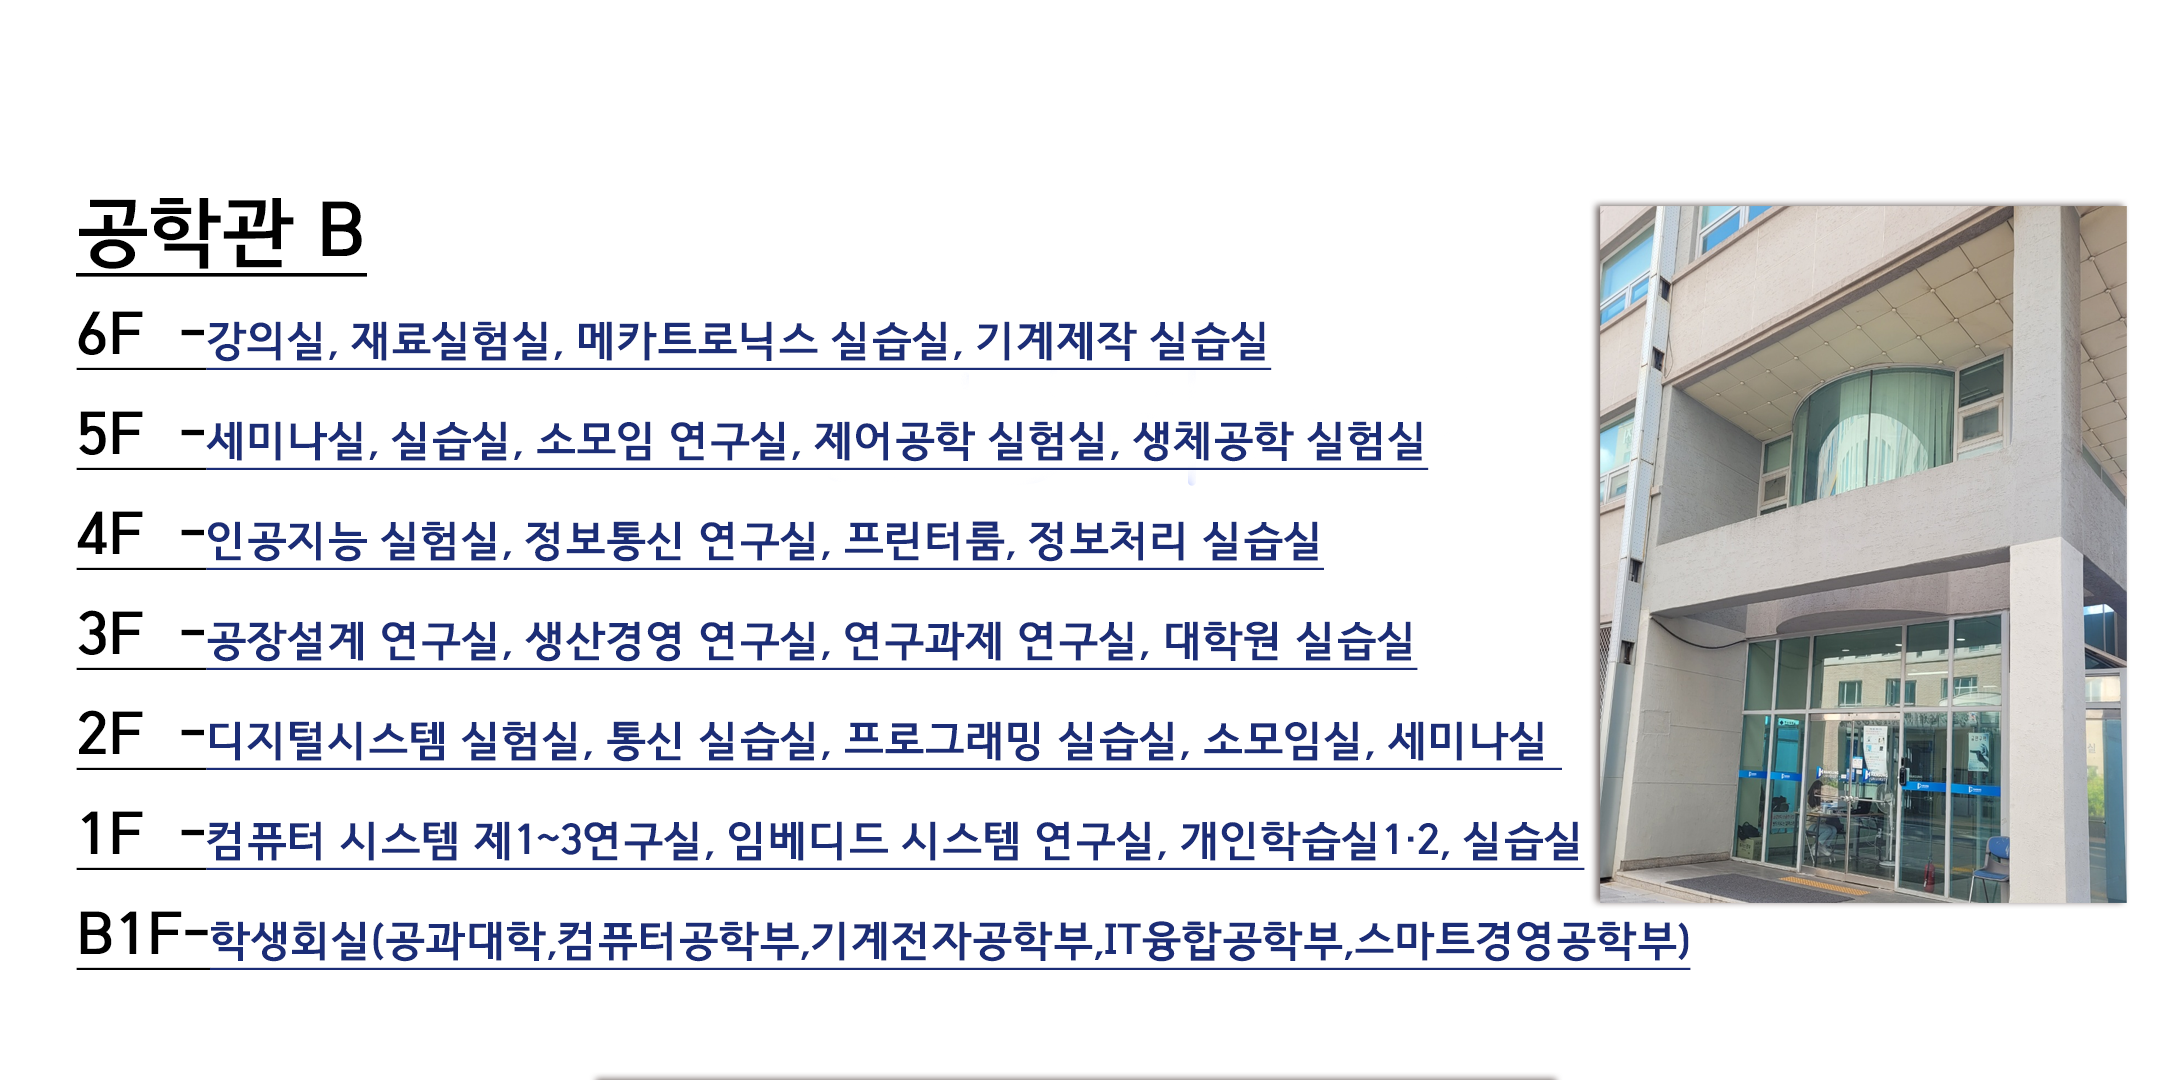 공학관 B
6F -강의실, 재료실험실, 메카트로닉스 실습실, 기계제작 실습실
5F -세미나실, 실습실, 소모임 연구실, 제어공학 실험실, 생체공학 실험실
4F -인공지능 실험실, 정보통신 연구실, 프린터룸, 정보처리 실습실
3F -공장설계 연구실, 생산경영 연구실, 연구과제 연구실, 대학원 실습실
2F -디지털시스템 실험실, 통신 실습실, 프로그래밍 실습실, 소모임실, 세미나실
1F -컴퓨터 시스템 제1~3연구실, 임베디드 시스템 연구실, 개인학습실1·2, 실습실
B1F-학생회실(공과대학,컴퓨터공학부,기계전자공학부,IT융합공학부,스마트경영공학부)